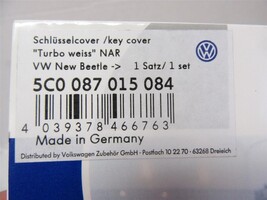 Schlüsselcover /key cover
"Turbo weiss" NAR
VW New Beetle -> 1 Satz/ 1 set
5C0 087 015 084
4 039378 466763
Made in Germany
Distributed by Volkswagen Zubehör GmbH - Postfach 10 22 70 - 63268 Dreieich